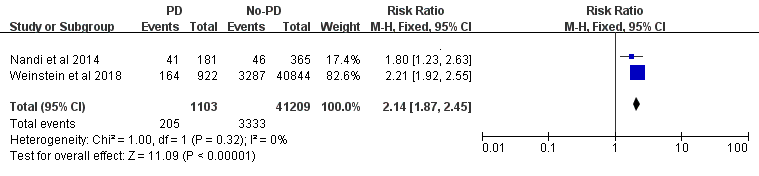 PD No-PD Risk Ratio Risk Ratio
Study or Subgroup Events Total Events Total Weight M-H, Fixed, 95% CI M-H, Fixed, 95% CI
Nandi et al 2014 41 181 46 365 17.4% 1.80 [1.23, 2.63]
Weinstein et al 2018 164 922 3287 40844 82.6% 2.21 [1.92, 2.55]
Total (95% CI) 1103 41209 100.0% 2.14 [1.87, 2.45]
Total events 205 3333
Heterogeneity: Chi² = 1.00, df = 1 (P = 0.32); I² = 0%
Test for overall effect: Z = 11.09 (P < 0.00001)
0.01 0.1 1 10 100